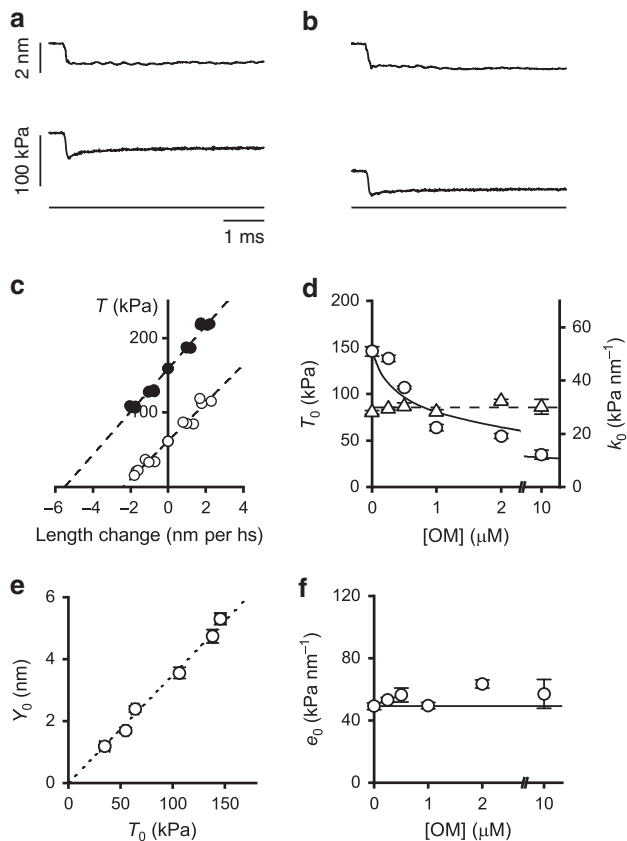 a
b
2 nm
100 kPa
1 ms
c
T (kPa)
200
100
−6 −4 −2 0 2 4
Length change (nm per hs)
d
200
150
100
50
0
T0 (kPa)
60
40
20
0
k0 (kPa nm−1)
0 1 2 10
[OM] (μM)
e
6
4
2
0
Y0 (nm)
0 50 100 150
T0 (kPa)
f
120
80
40
0
e0 (kPa nm−1)
0 1 2 10
[OM] (μM)